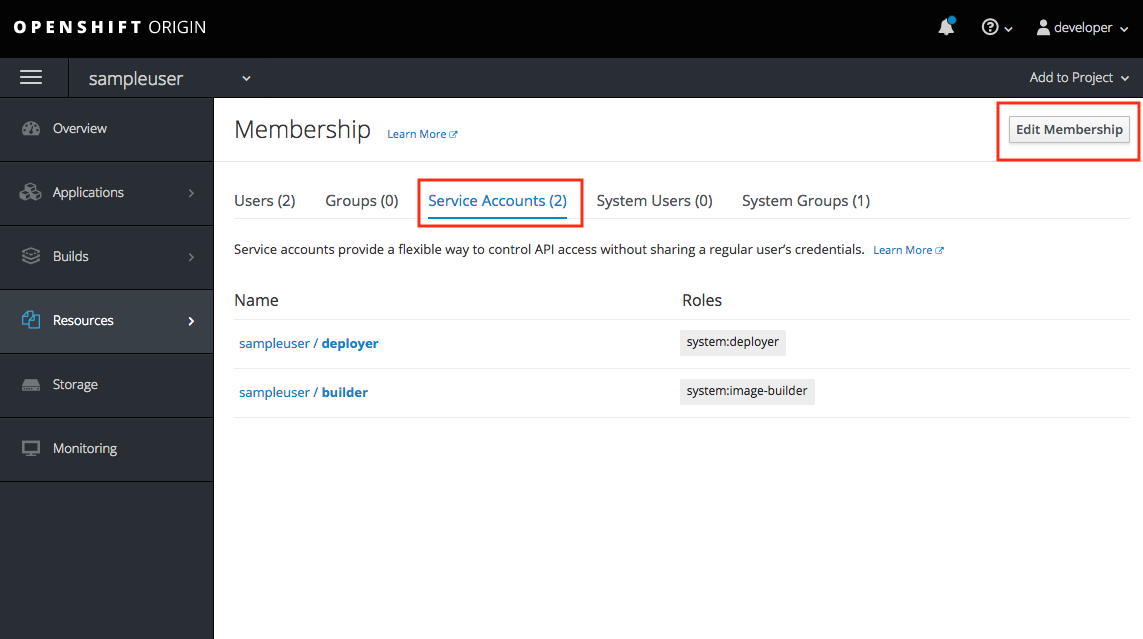 OPENSHIFT ORIGIN
developer
sampleuser
Add to Project
Overview
Applications
Builds
Resources
Storage
Monitoring
Membership Learn More
Edit Membership
Users (2) Groups (0) Service Accounts (2) System Users (0) System Groups (1)
Service accounts provide a flexible way to control API access without sharing a regular user's credentials. Learn More
Name Roles
sampleuser / deployer system:deployer
sampleuser / builder system:image-builder